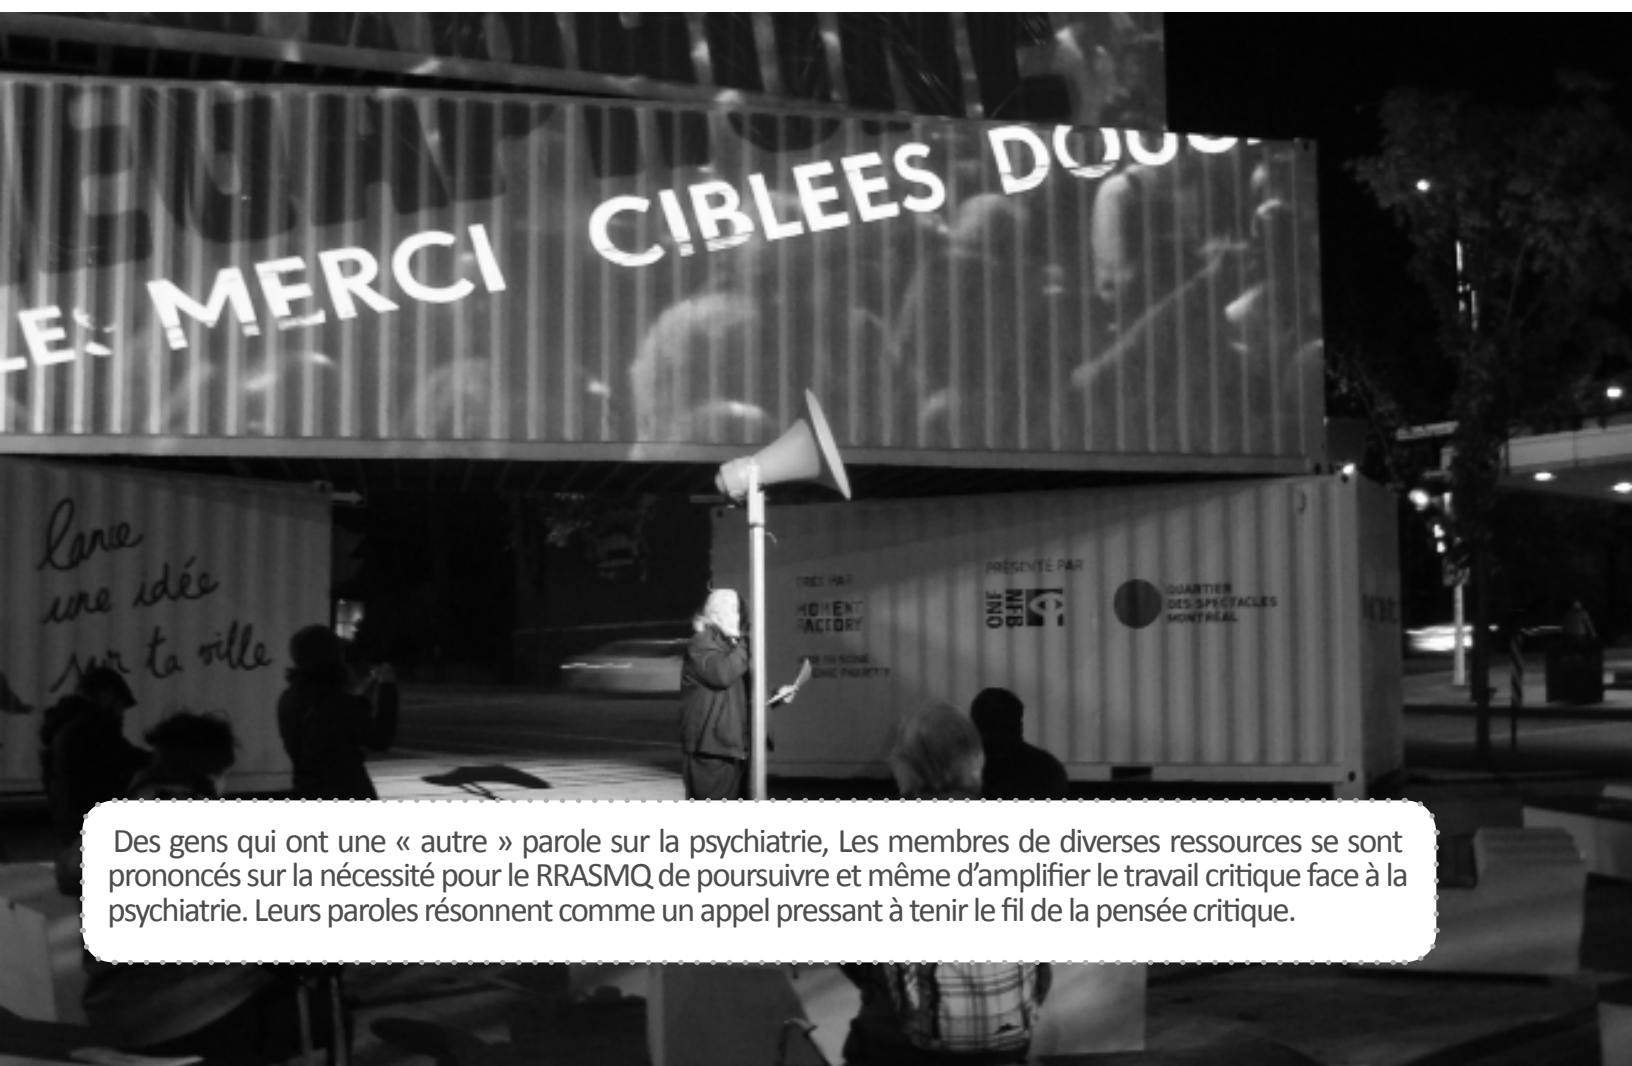 MERCI CIBLEES
lance
une idée
sur ta ville
CRÉÉ PAR
MOMENT
FACTORY
PRÉSENTÉ PAR
ONF
NFB
QUARTIER
DES SPECTACLES
MONTRÉAL
Des gens qui ont une « autre » parole sur la psychiatrie, Les membres de diverses ressources se sont
prononcés sur la nécessité pour le RRASMQ de poursuivre et même d’amplifier le travail critique face à la
psychiatrie. Leurs paroles résonnent comme un appel pressant à tenir le fil de la pensée critique.